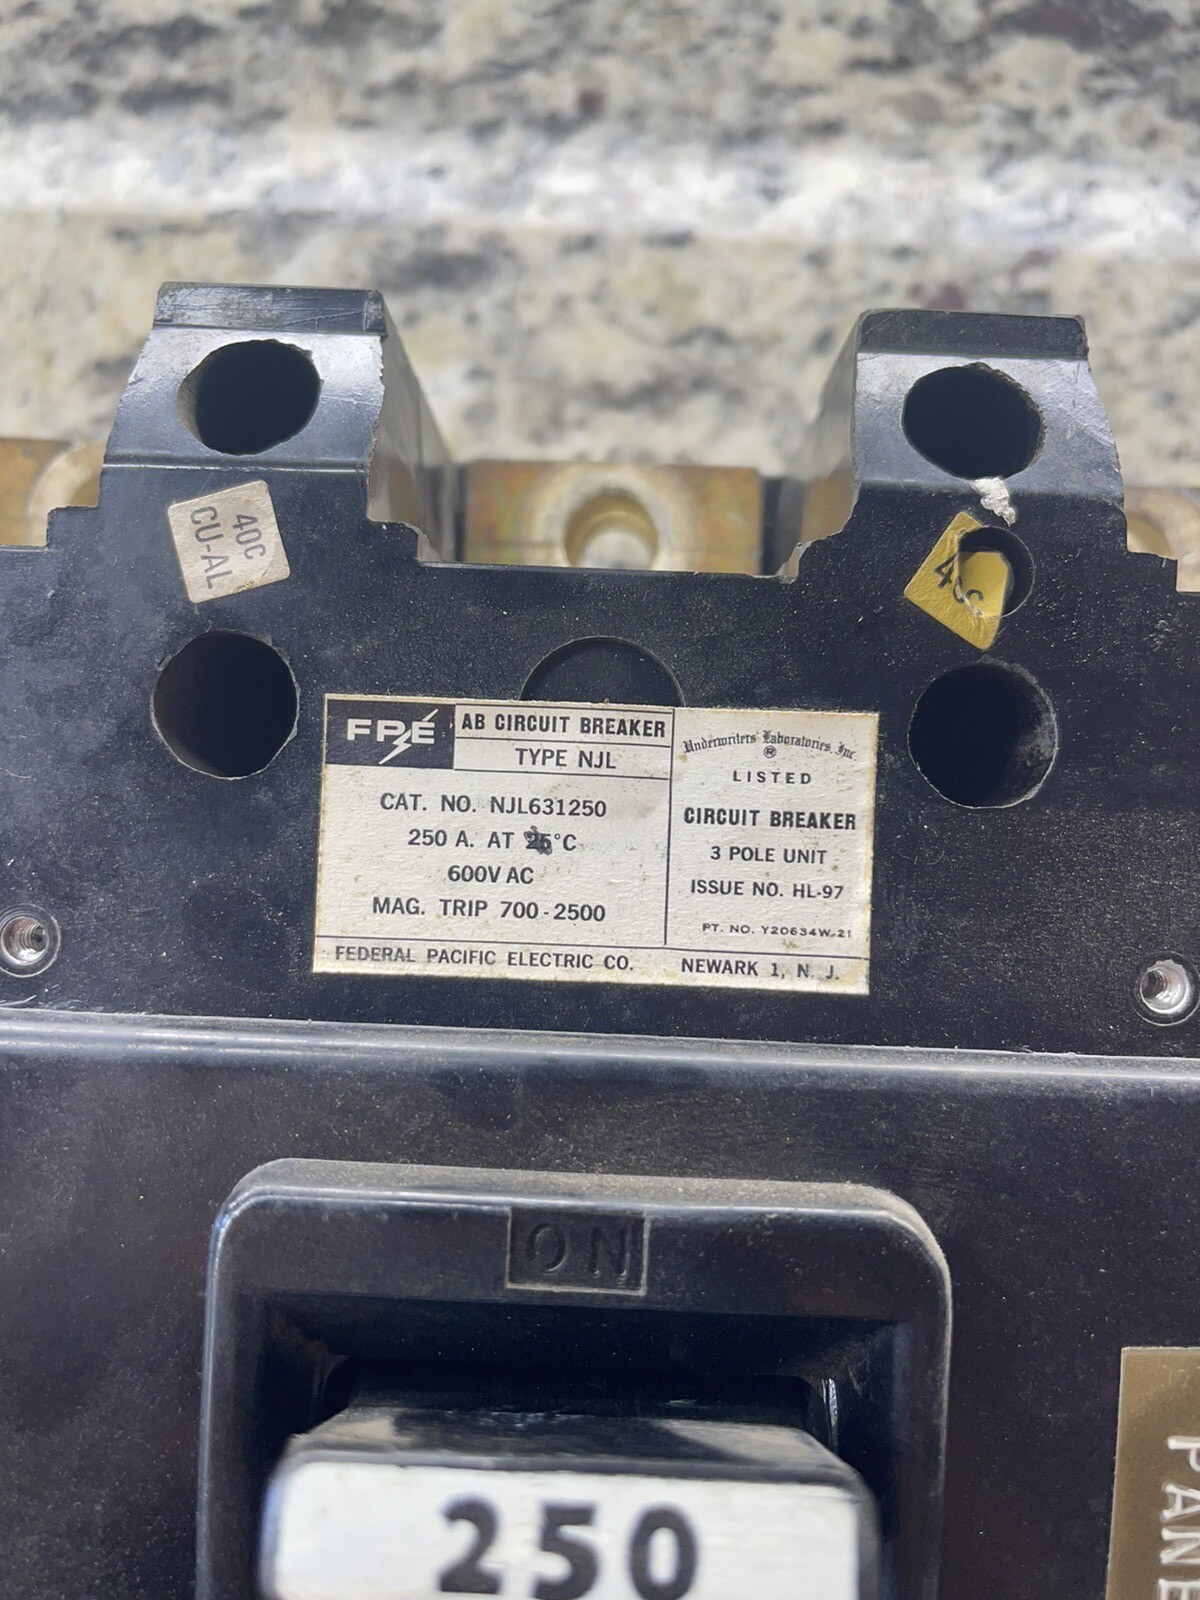 40C
CU-AL
40C
FPE
AB CIRCUIT BREAKER
TYPE NJL
CAT. NO. NJL631250
250 A. AT 25°C
600V AC
MAG. TRIP 700-2500
Underwriters' Laboratories, Inc.
®
LISTED
CIRCUIT BREAKER
3 POLE UNIT
ISSUE NO. HL-97
PT. NO. Y20634W-21
FEDERAL PACIFIC ELECTRIC CO. NEWARK 1, N. J.
ON
250
PANE